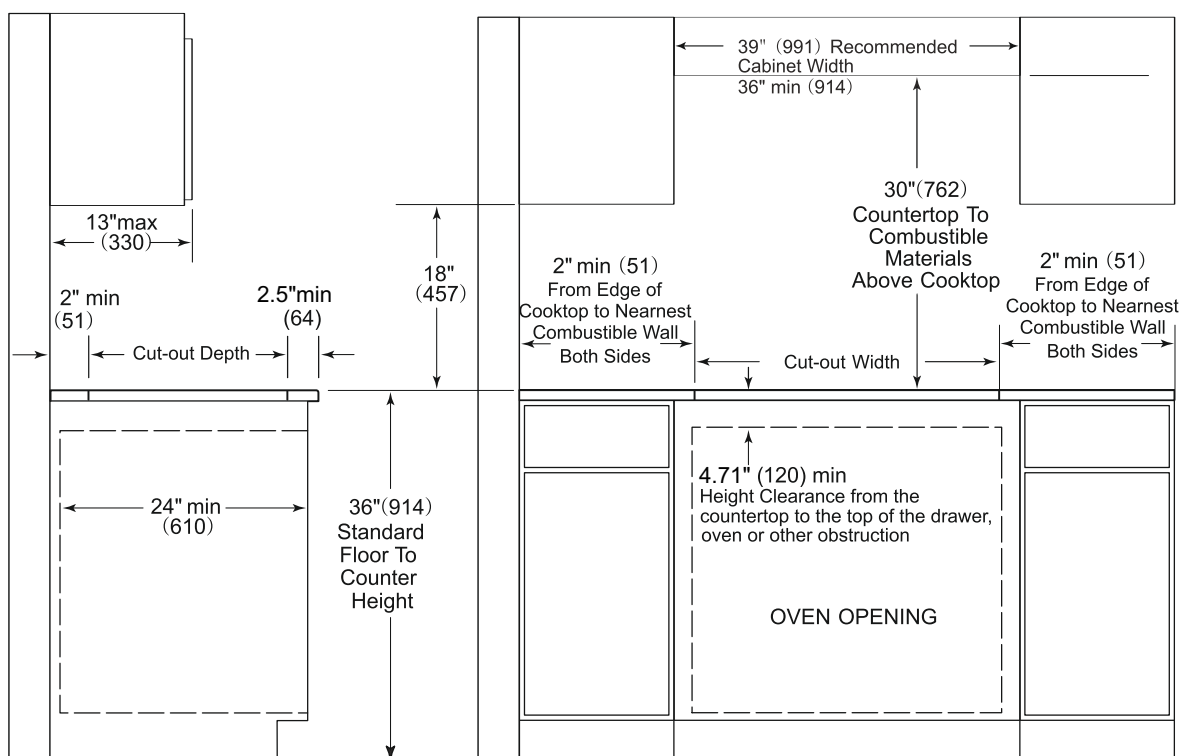 39" (991) Recommended
Cabinet Width
36" min (914)
13"max
(330)
30"(762)
Countertop To
Combustible
Materials
Above Cooktop
18"
(457)
2" min (51)
From Edge of
Cooktop to Nearnest
Combustible Wall
Both Sides
2" min (51)
From Edge of
Cooktop to Nearnest
Combustible Wall
Both Sides
2" min
(51)
2.5"min
(64)
Cut-out Depth
Cut-out Width
24" min
(610)
36"(914)
Standard
Floor To
Counter
Height
4.71" (120) min
Height Clearance from the
countertop to the top of the drawer,
oven or other obstruction
OVEN OPENING